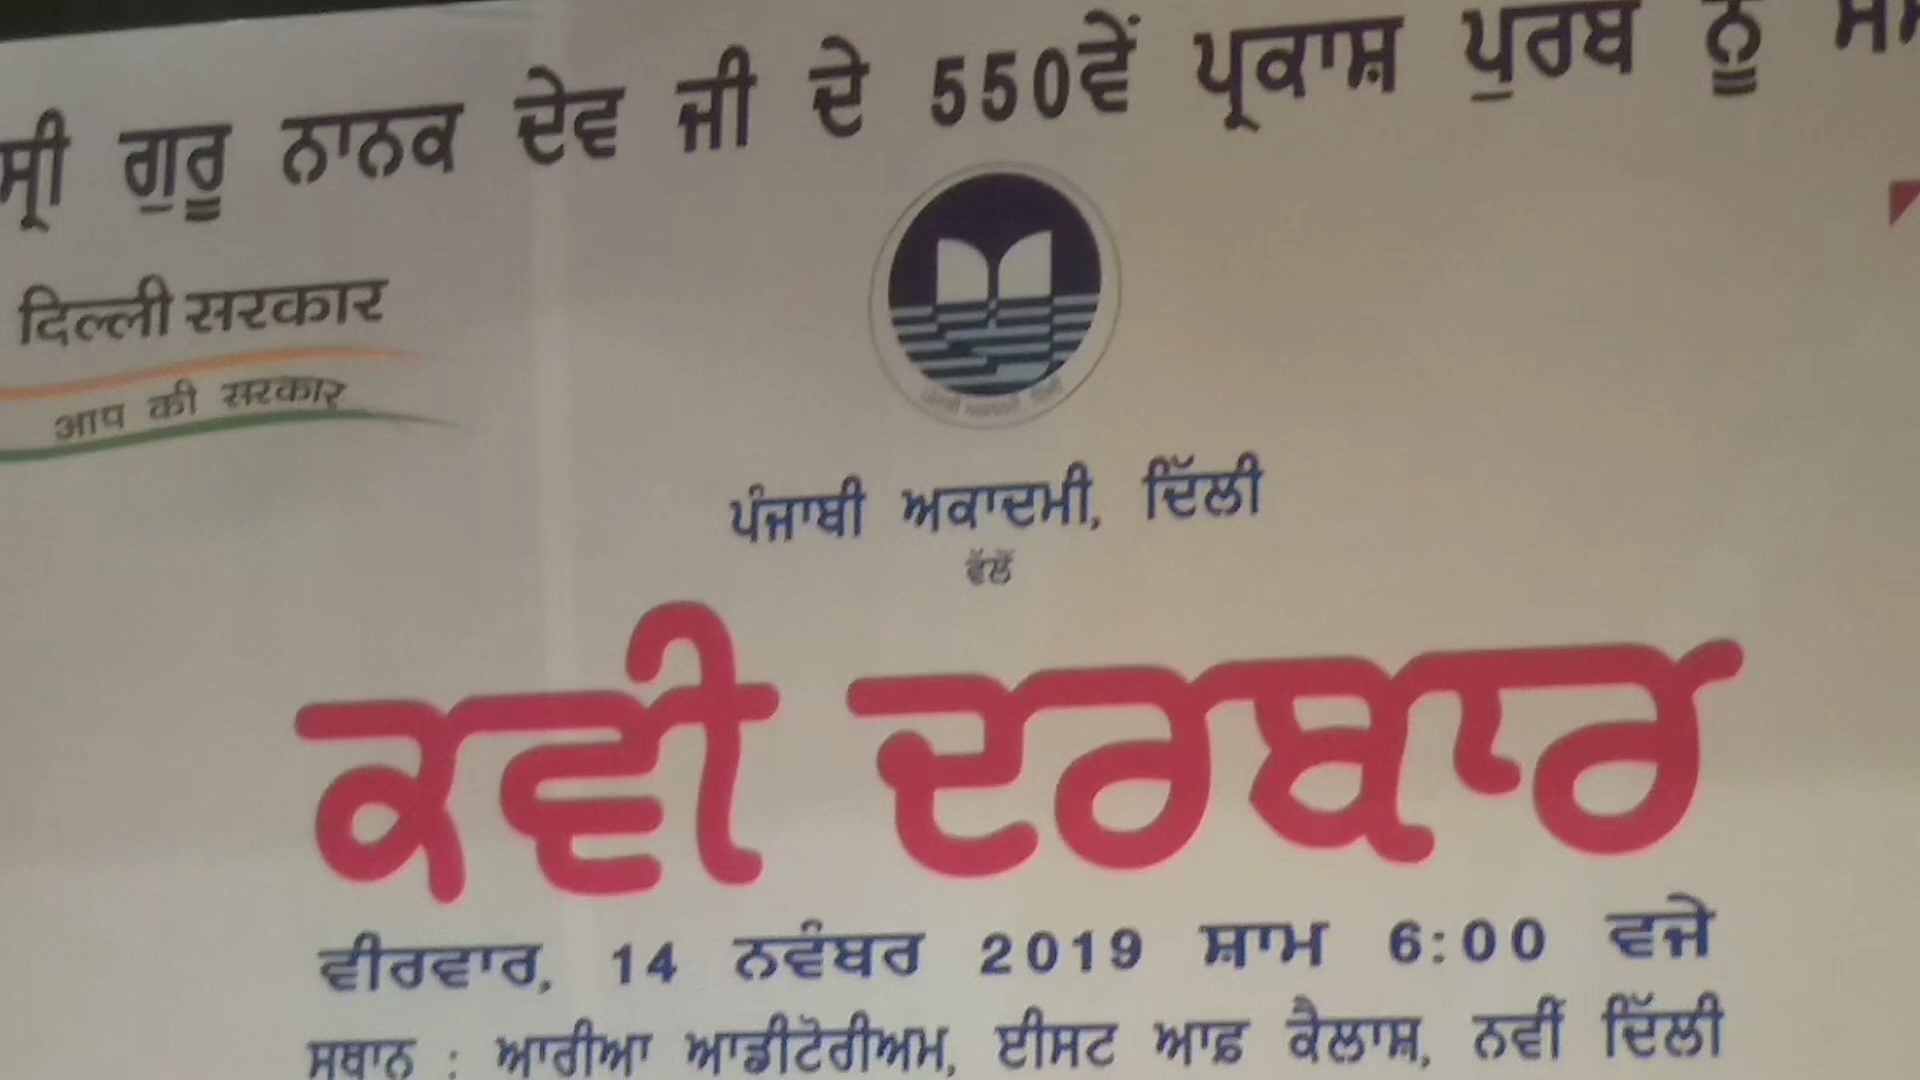 ਸ੍ਰੀ ਗੁਰੂ ਨਾਨਕ ਦੇਵ ਜੀ ਦੇ 550ਵੇਂ ਪ੍ਰਕਾਸ਼ ਪੁਰਬ ਨੂੰ
दिल्ली सरकार
आप की सरकार
ਪੰਜਾਬੀ ਅਕਾਦਮੀ, ਦਿੱਲੀ
ਵੱਲੋਂ
ਕਵੀ ਦਰਬਾਰ
ਵੀਰਵਾਰ, 14 ਨਵੰਬਰ 2019 ਸ਼ਾਮ 6:00 ਵਜੇ
ਸਥਾਨ : ਆਰੀਆ ਆਡੀਟੋਰੀਅਮ, ਈਸਟ ਆਫ਼ ਕੈਲਾਸ਼, ਨਵੀਂ ਦਿੱਲੀ